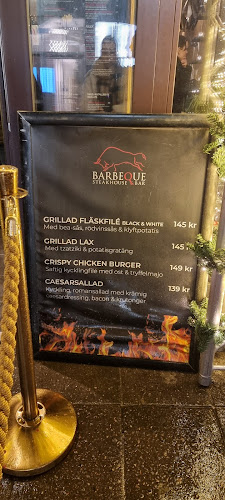 BARBEQUE
STEAKHOUSE & BAR
GRILLAD FLÄSKFILÉ BLACK & WHITE 145 kr
Med bea-sås, rödvinssås & klyftpotatis
GRILLAD LAX 145
Med tzatziki & potatisgratäng
CRISPY CHICKEN BURGER 149 kr
Saftig kycklingfilé med ost & tryffelmajo
CAESARSALLAD 139 kr
Kyckling, romansallad med krämig
caesardressing, bacon & krutonger